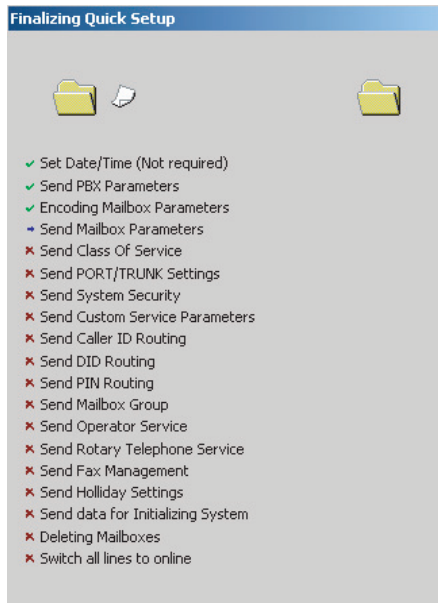 Finalizing Quick Setup
Set Date/Time (Not required)
Send PBX Parameters
Encoding Mailbox Parameters
Send Mailbox Parameters
Send Class Of Service
Send PORT/TRUNK Settings
Send System Security
Send Custom Service Parameters
Send Caller ID Routing
Send DID Routing
Send PIN Routing
Send Mailbox Group
Send Operator Service
Send Rotary Telephone Service
Send Fax Management
Send Holliday Settings
Send data for Initializing System
Deleting Mailboxes
Switch all lines to online